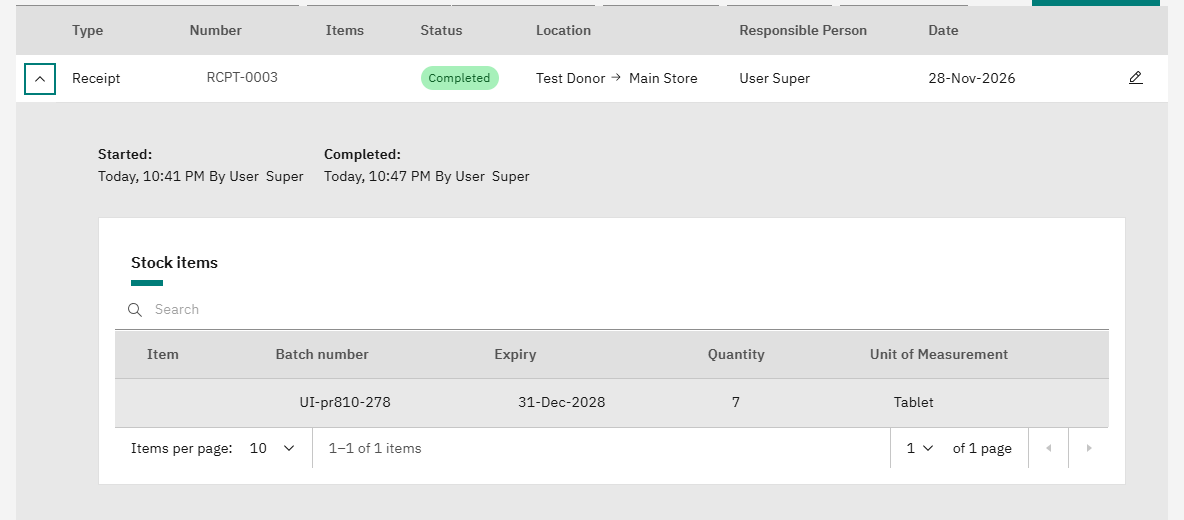 Type Number Items Status Location Responsible Person Date
Receipt RCPT-0003 Completed Test Donor → Main Store User Super 28-Nov-2026
Started: Completed:
Today, 10:41 PM By User Super Today, 10:47 PM By User Super
Stock items
Search
Item Batch number Expiry Quantity Unit of Measurement
UI-pr810-278 31-Dec-2028 7 Tablet
Items per page: 10 1–1 of 1 items 1 of 1 page